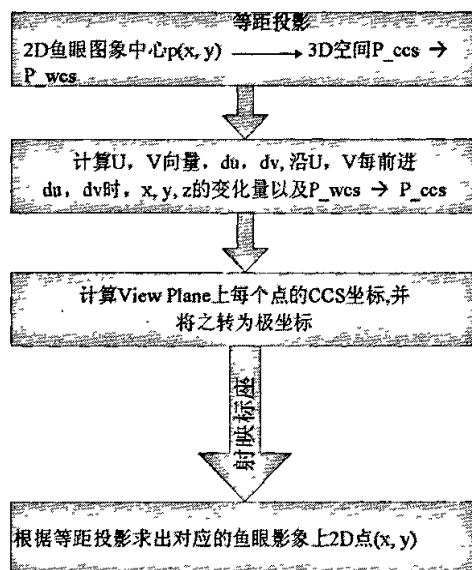 等距投影
2D鱼眼图象中心p(x, y) → 3D空间P_ccs →
P_wcs
计算U，V向量，du，dv,沿U，V每前进
du，dv时，x, y, z的变化量以及P_wcs → P_ccs
计算View Plane上每个点的CCS坐标,并
将之转为极坐标
射映标座
根据等距投影求出对应的鱼眼影象上2D点(x, y)